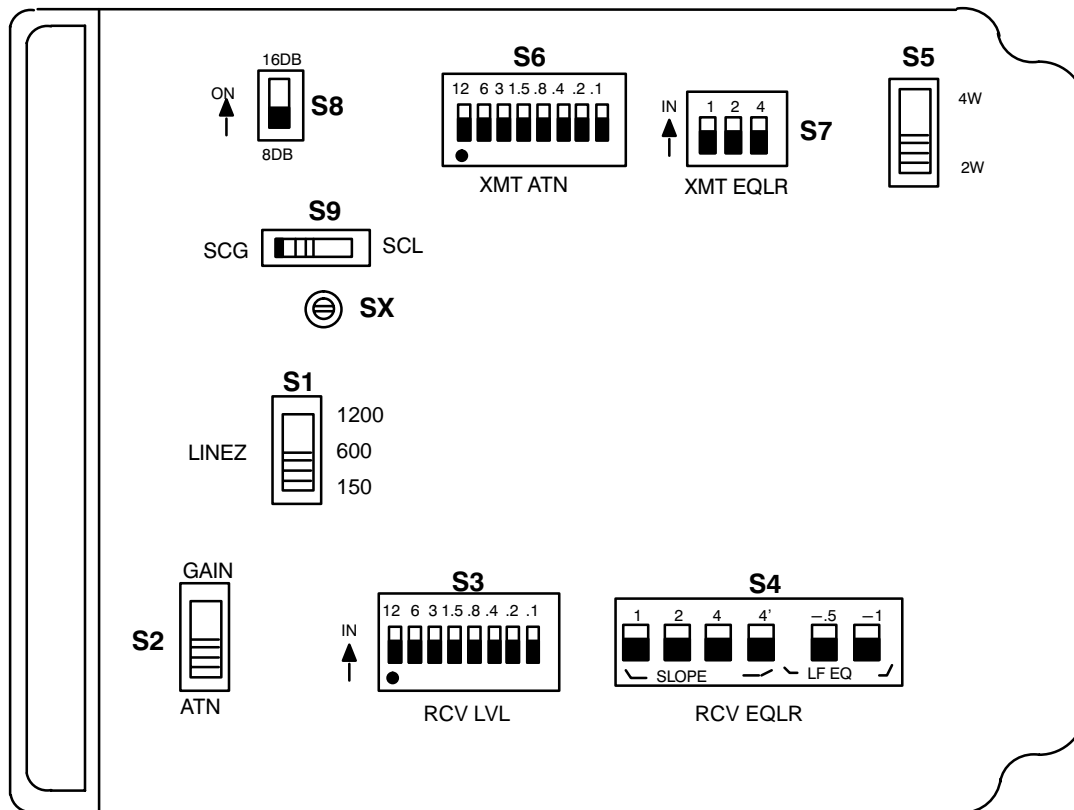 16DB
ON
S8
8DB
S6
12 6 3 1.5 .8 .4 .2 .1
XMT ATN
IN
1 2 4
S7
XMT EQLR
S5
4W
2W
S9
SCG
SCL
SX
S1
LINEZ
1200
600
150
GAIN
S2
ATN
S3
IN
12 6 3 1.5 .8 .4 .2 .1
RCV LVL
S4
1 2 4 4' –.5 –1
SLOPE LF EQ
RCV EQLR